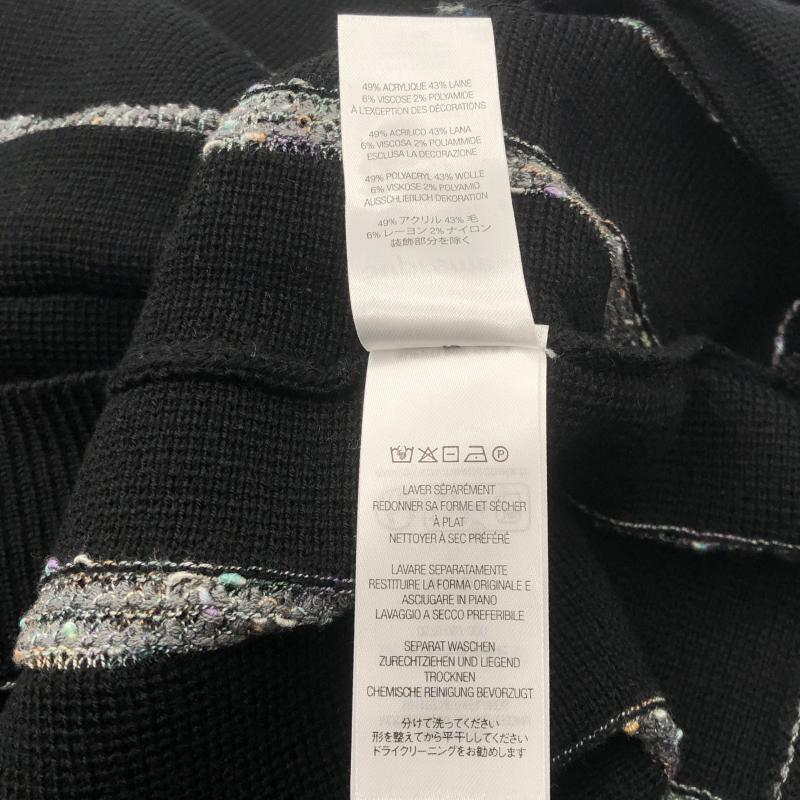 49% ACRYLIQUE 43% LAINE
6% VISCOSE 2% POLYAMIDE
À L'EXCEPTION DES DÉCORATIONS
49% ACRILICO 43% LANA
6% VISCOSA 2% POLIAMMIDE
ESCLUSA LA DECORAZIONE
49% POLYACRYL 43% WOLLE
6% VISKOSE 2% POLYAMID
AUSSCHLIEßLICH DEKORATION
49% アクリル 43% 毛
6% レーヨン 2% ナイロン
装飾部分を除く
P
LAVER SÉPARÉMENT
REDONNER SA FORME ET SÉCHER
À PLAT
NETTOYER À SEC PRÉFÉRÉ
LAVARE SEPARATAMENTE
RESTITUIRE LA FORMA ORIGINALE E
ASCIUGARE IN PIANO
LAVAGGIO A SECCO PREFERIBILE
SEPARAT WASCHEN
ZURECHTZIEHEN UND LIEGEND
TROCKNEN
CHEMISCHE REINIGUNG BEVORZUGT
分けて洗ってください
形を整えてから平干ししてください
ドライクリーニングをお勧めします